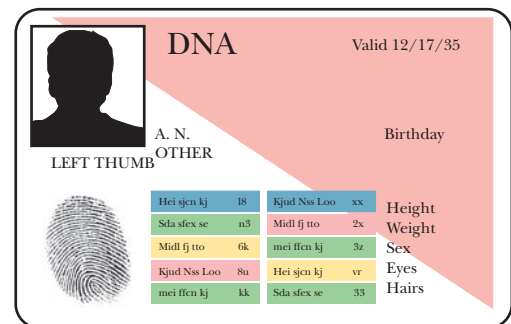 DNA
Valid 12/17/35
A. N.
OTHER
Birthday
LEFT THUMB
Hei sjcn kj 18 Kjud Nss Loo xx
Sda sfex se n3 Midl fj tto 2x
Midl fj tto 6k mei ffcn kj 3z
Kjud Nss Loo 8u Hei sjcn kj vr
mei ffcn kj kk Sda sfex se 33
Height
Weight
Sex
Eyes
Hairs